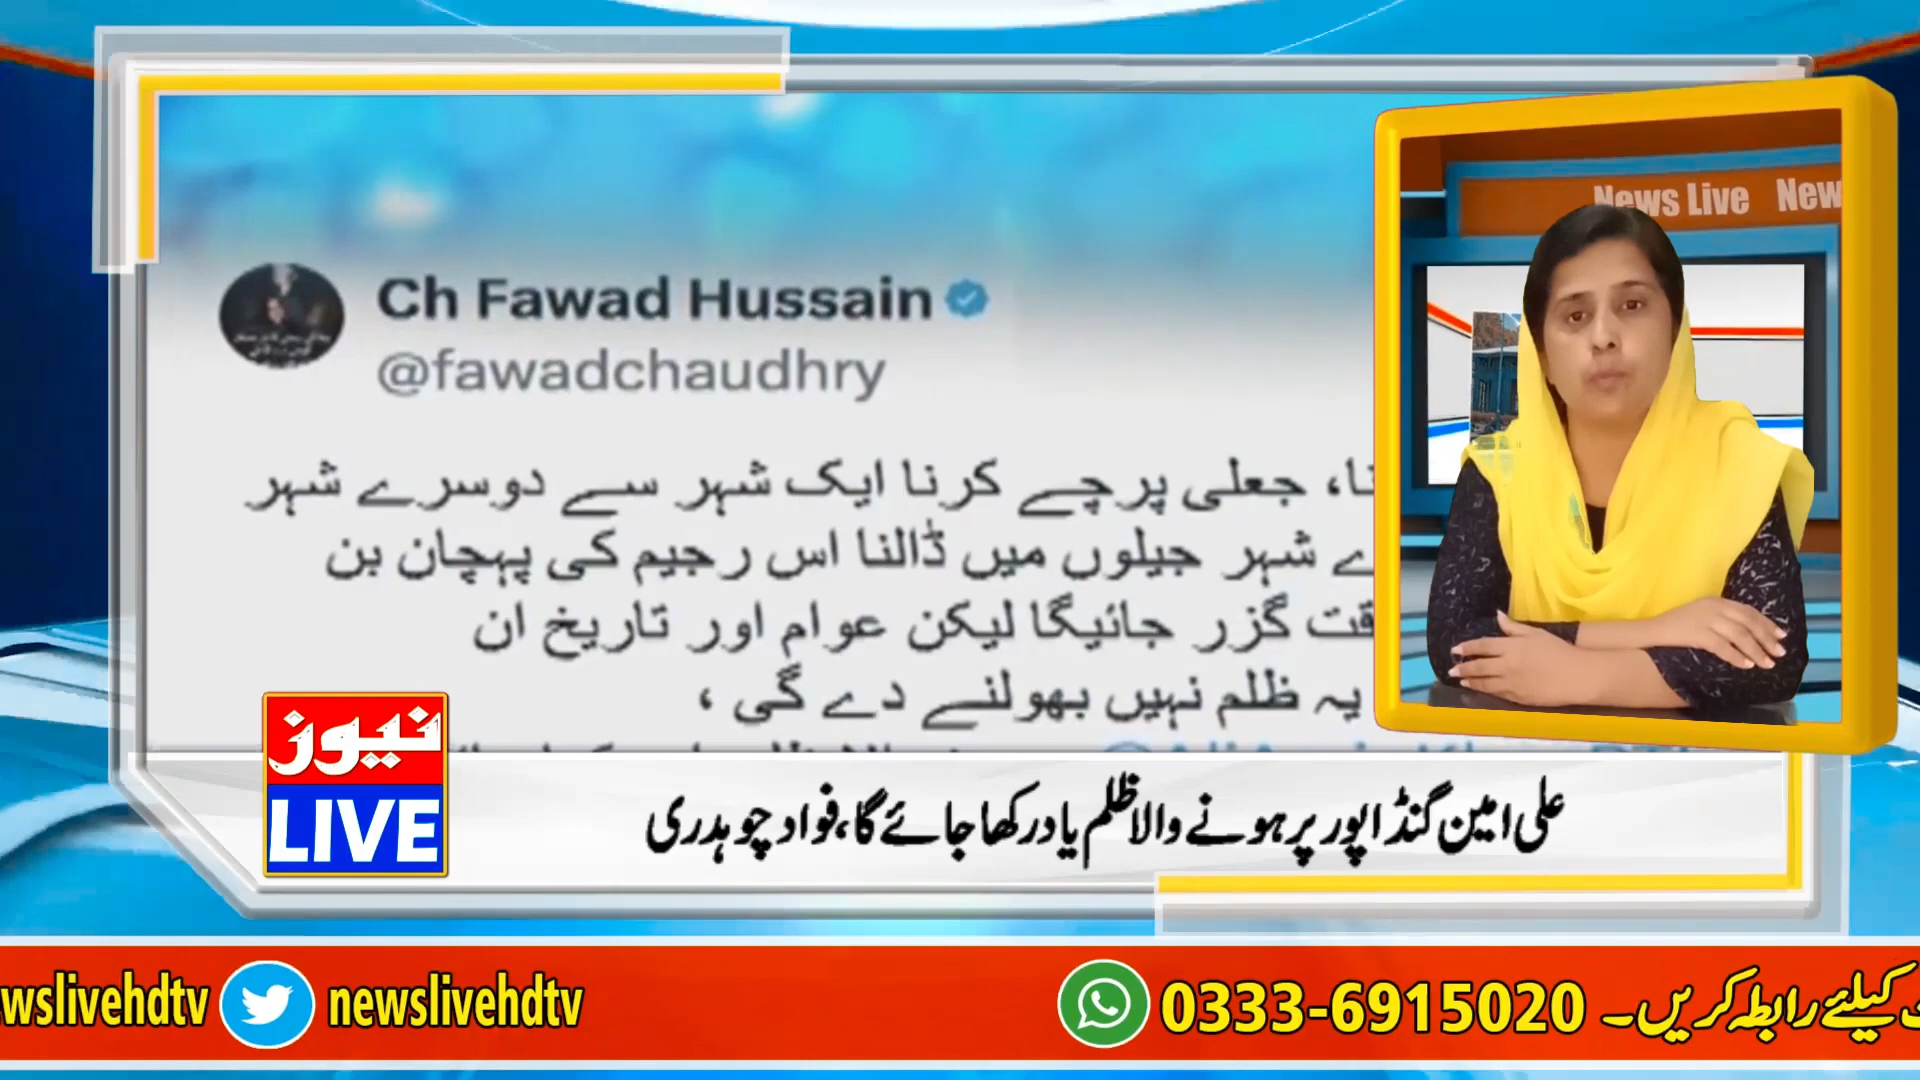 News Live New
Ch Fawad Hussain
@fawadchaudhry
نا، جعلی پرچے کرنا ایک شہر سے دوسرے شہر
ے شہر جیلوں میں ڈالنا اس رجیم کی پہچان بن
قت گزر جائیگا لیکن عوام اور تاریخ ان
یہ ظلم نہیں بھولنے دے گی ،
نیوز
LIVE
علی امین گنڈاپور پر ہونے والا ظلم یاد رکھا جائے گا، فواد چوہدری
wslivehdtv newslivehdtv 0333-6915020 کیلئے رابطہ کریں۔